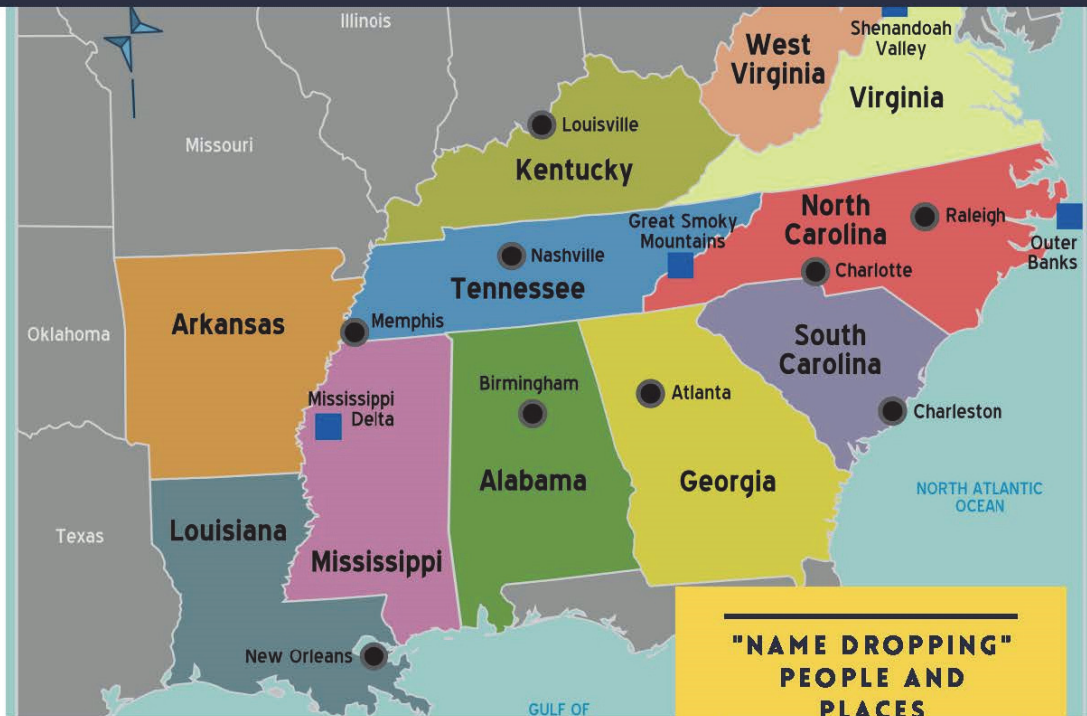 Illinois
Shenandoah
Valley
West
Virginia
Virginia
Louisville
Missouri
Kentucky
North
Carolina
Raleigh
Great Smoky
Mountains
Outer
Banks
Nashville
Charlotte
Tennessee
Arkansas
Memphis
Oklahoma
South
Carolina
Birmingham
Atlanta
Mississippi
Delta
Charleston
Alabama
Georgia
NORTH ATLANTIC
OCEAN
Texas
Louisiana
Mississippi
New Orleans
GULF OF
"NAME DROPPING"
PEOPLE AND
PLACES